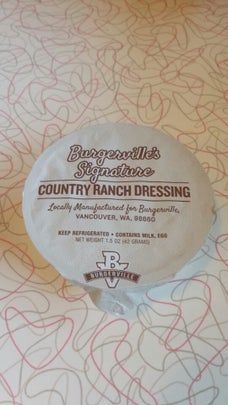 Burgerville's
Signature
COUNTRY RANCH DRESSING
Locally Manufactured for Burgerville,
VANCOUVER, WA, 98660
KEEP REFRIGERATED • CONTAINS MILK, EGG
NET WEIGHT 1.5 OZ (42 GRAMS)
B
BURGERVILLE
V